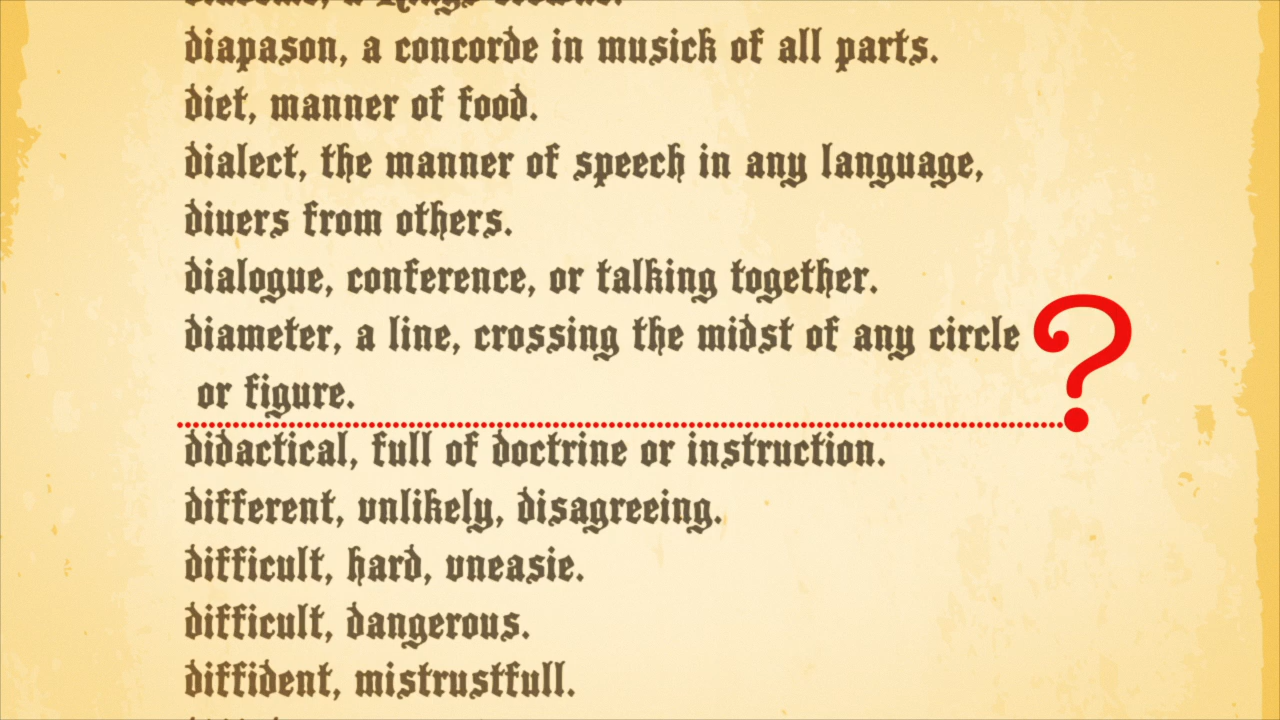 diapason, a concorde in musick of all parts.
diet, manner of food.
dialect, the manner of speech in any language,
diuers from others.
dialogue, conference, or talking together.
diameter, a line, crossing the midst of any circle
or figure.
?
didactical, full of doctrine or instruction.
different, vnlikely, disagreeing.
difficult, hard, vneasie.
difficult, dangerous.
diffident, mistrustfull.